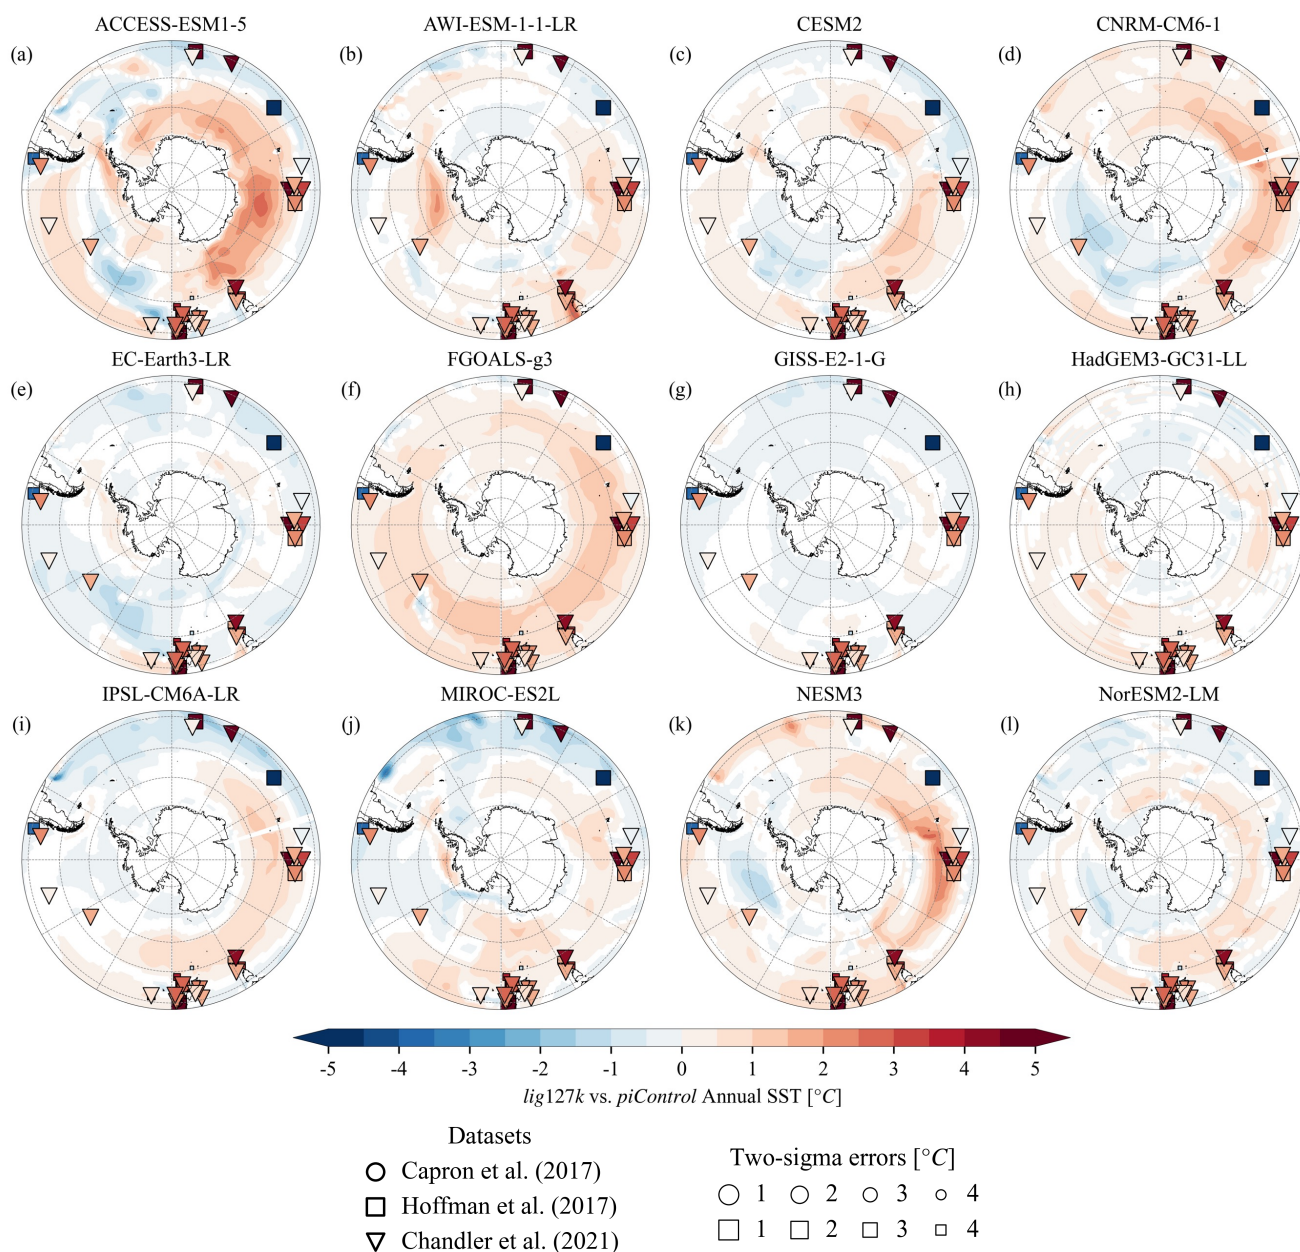 ACCESS-ESM1-5 AWI-ESM-1-1-LR CESM2 CNRM-CM6-1
(a) (b) (c) (d)
EC-Earth3-LR FGOALS-g3 GISS-E2-1-G HadGEM3-GC31-LL
(e) (f) (g) (h)
IPSL-CM6A-LR MIROC-ES2L NESM3 NorESM2-LM
(i) (j) (k) (l)
-5 -4 -3 -2 -1 0 1 2 3 4 5
lig127k vs. piControl Annual SST [°C]
Datasets
Capron et al. (2017)
Hoffman et al. (2017)
Chandler et al. (2021)
Two-sigma errors [°C]
1 2 3 4
1 2 3 4